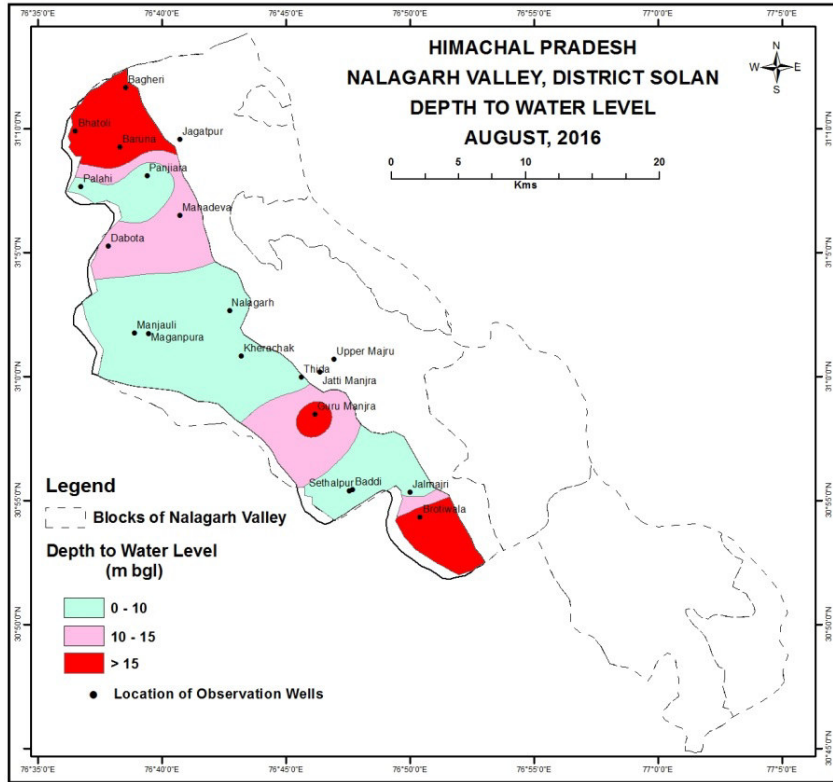 76°35'0"E 76°40'0"E 76°45'0"E 76°50'0"E 76°55'0"E 77°0'0"E 77°5'0"E
HIMACHAL PRADESH
NALAGARH VALLEY, DISTRICT SOLAN
DEPTH TO WATER LEVEL
AUGUST, 2016
N
W E
S
0 5 10 20
Kms
Bagheri
31°10'0"N 31°10'0"N
Bhatoli
Baruna
Jagatpur
Panjiara
Palahi
Mahadeva
Dabota
31°5'0"N 31°5'0"N
Nalagarh
Manjauli
Maganpura
Kherachak
Upper Majru
31°0'0"N 31°0'0"N
Thida
Jatti Manjra
Guru Manjra
Sethalpur Baddi
Jalmajri
30°55'0"N 30°55'0"N
Brotiwala
Legend
Blocks of Nalagarh Valley
Depth to Water Level
(m bgl)
0 - 10
10 - 15
> 15
Location of Observation Wells
30°50'0"N 30°50'0"N
30°45'0"N 30°45'0"N
76°35'0"E 76°40'0"E 76°45'0"E 76°50'0"E 76°55'0"E 77°0'0"E 77°5'0"E